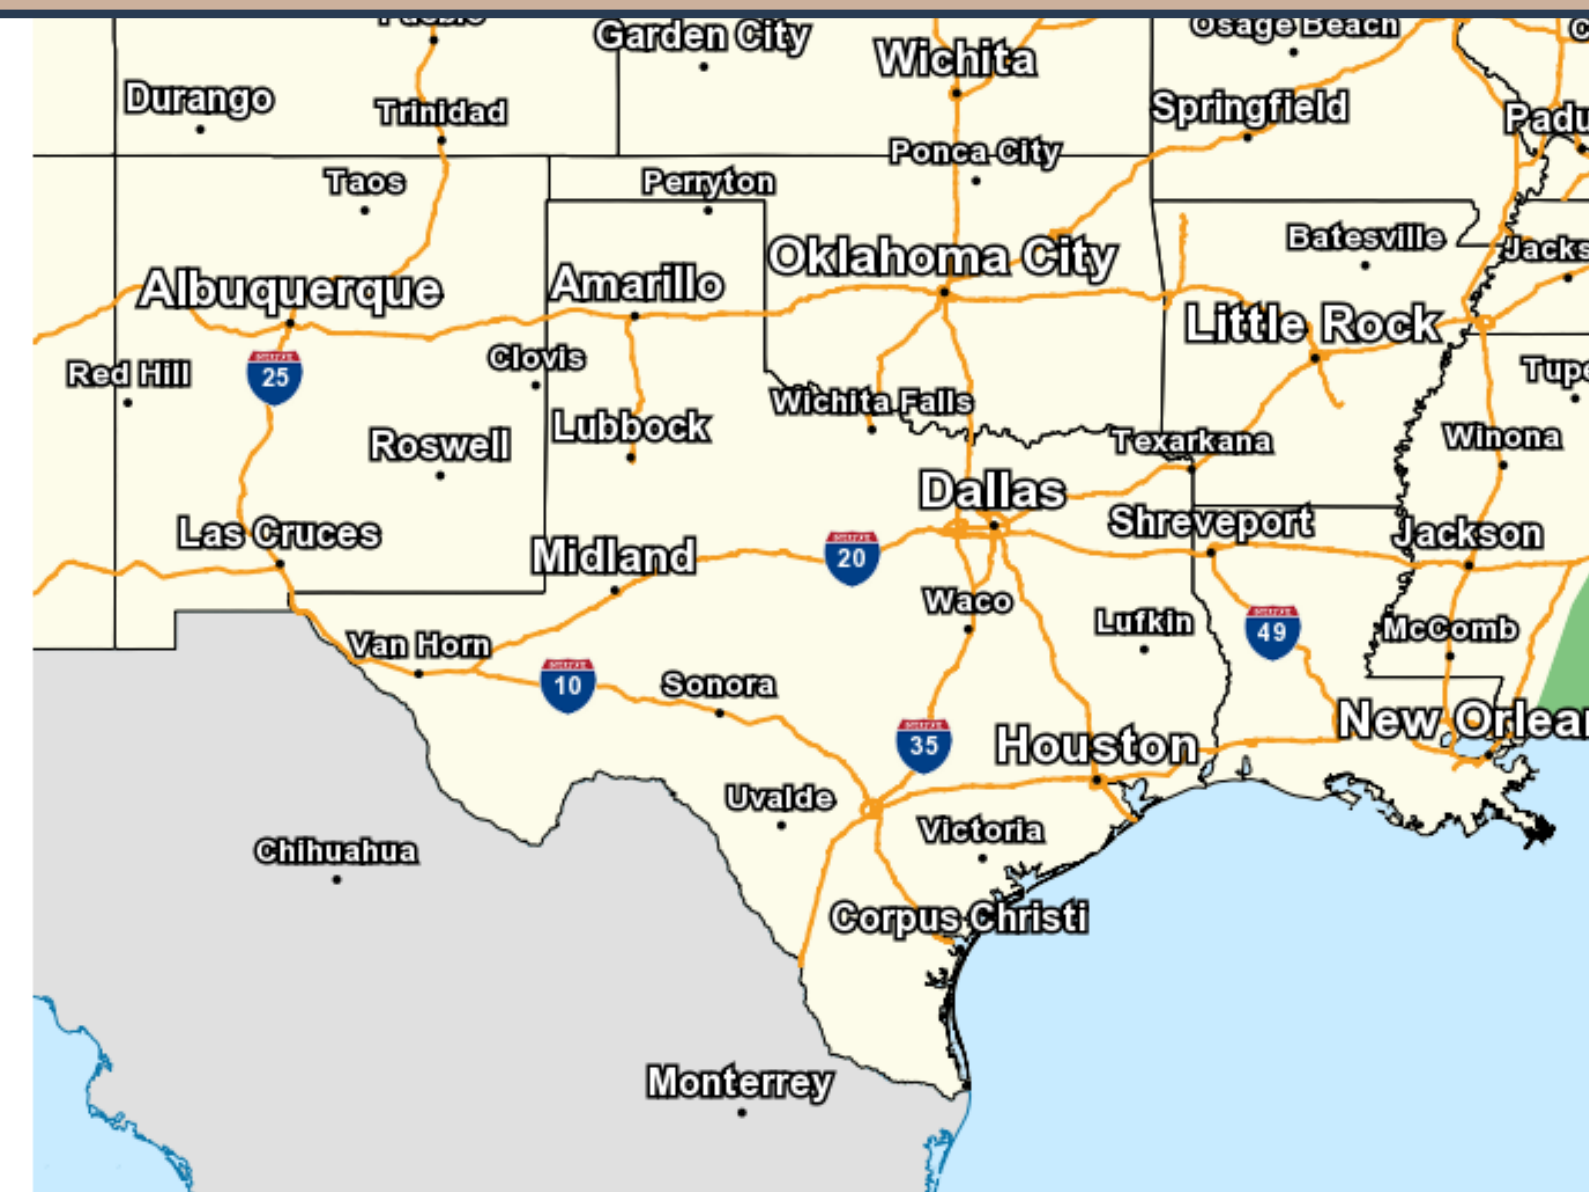 Pueblo
Garden City
Wichita
Osage Beach
Durango
Trinidad
Springfield
Padu
Ponca City
Taos
Perryton
Oklahoma City
Batesville
Jacks
Albuquerque
Amarillo
Little Rock
Red Hill
25
Clovis
Tupe
Wichita Falls
Lubbock
Roswell
Texarkana
Winona
Dallas
Las Cruces
Shreveport
Jackson
Midland
20
Waco
Lufkin
49
McComb
Van Horn
10
Sonora
New Orlean
35
Houston
Uvalde
Victoria
Chihuahua
Corpus Christi
Monterrey